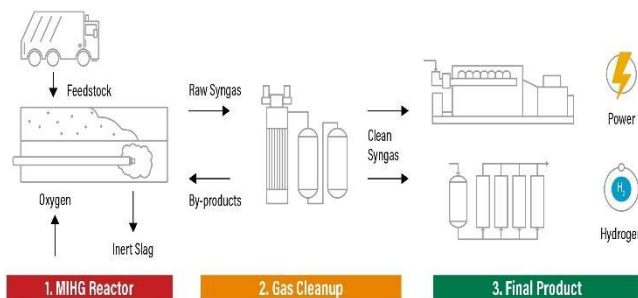 Feedstock
Raw Syngas
Clean
Syngas
Power
Oxygen
By-products
Inert Slag
H₂
Hydrogen
1. MIHG Reactor
2. Gas Cleanup
3. Final Product